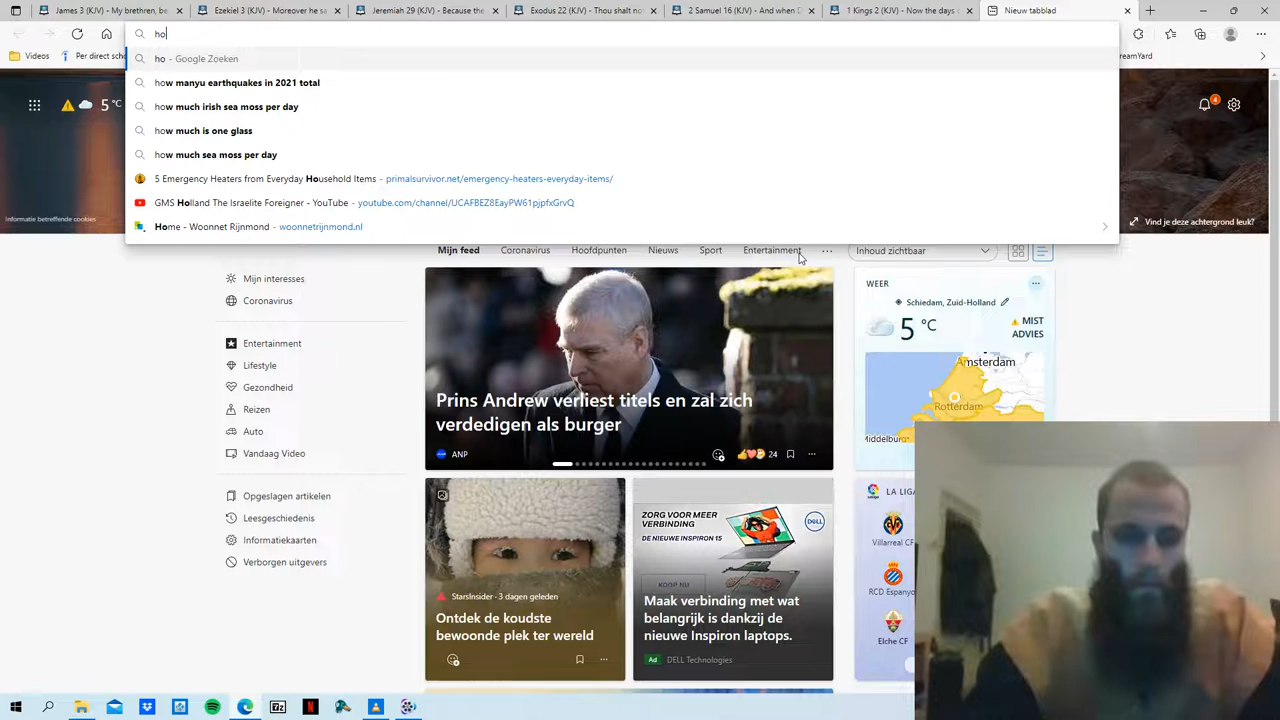 James 3 (KJV) - My brethren, be
Ezekiel 3 (KJV) - Moreover he sa
Jeremiah 29 (KJV) - Because the
Exodus 22 (KJV) - Thou shalt no
2 Samuel 16 (KJV) - And when D
1 Kings 2 (KJV) - Now the days
Nieuw tabblad
ho
Videos
Per direct scho
reamYard
ho - Google Zoeken
how manyu earthquakes in 2021 total
how much irish sea moss per day
how much is one glass
how much sea moss per day
5 Emergency Heaters from Everyday Household Items - primalsurvivor.net/emergency-heaters-everyday-items/
GMS Holland The Israelite Foreigner - YouTube - youtube.com/channel/UCAFBEZ8EayPW61pjpfxGrvQ
Home - Woonnet Rijnmond - woonnetrijnmond.nl
5 °C
4
Informatie betreffende cookies
Vind je deze achtergrond leuk?
Mijn feed
Coronavirus
Hoofdpunten
Nieuws
Sport
Entertainment
Inhoud zichtbaar
Mijn interesses
Coronavirus
Entertainment
Lifestyle
Gezondheid
Reizen
Auto
Vandaag Video
Opgeslagen artikelen
Leesgeschiedenis
Informatiekaarten
Verborgen uitgevers
Prins Andrew verliest titels en zal zich
verdedigen als burger
ANP
24
WEER
Schiedam, Zuid-Holland
5 °C
MIST
ADVIES
Amsterdam
Rotterdam
Middelburg
StarsInsider · 3 dagen geleden
Ontdek de koudste
bewoonde plek ter wereld
ZORG VOOR MEER
VERBINDING
DE NIEUWE INSPIRON 15
DELL
KOOP NU
Maak verbinding met wat
belangrijk is dankzij de
nieuwe Inspiron laptops.
Ad
DELL Technologies
LA LIGA
Villarreal CF
RCD Espanyo
Elche CF